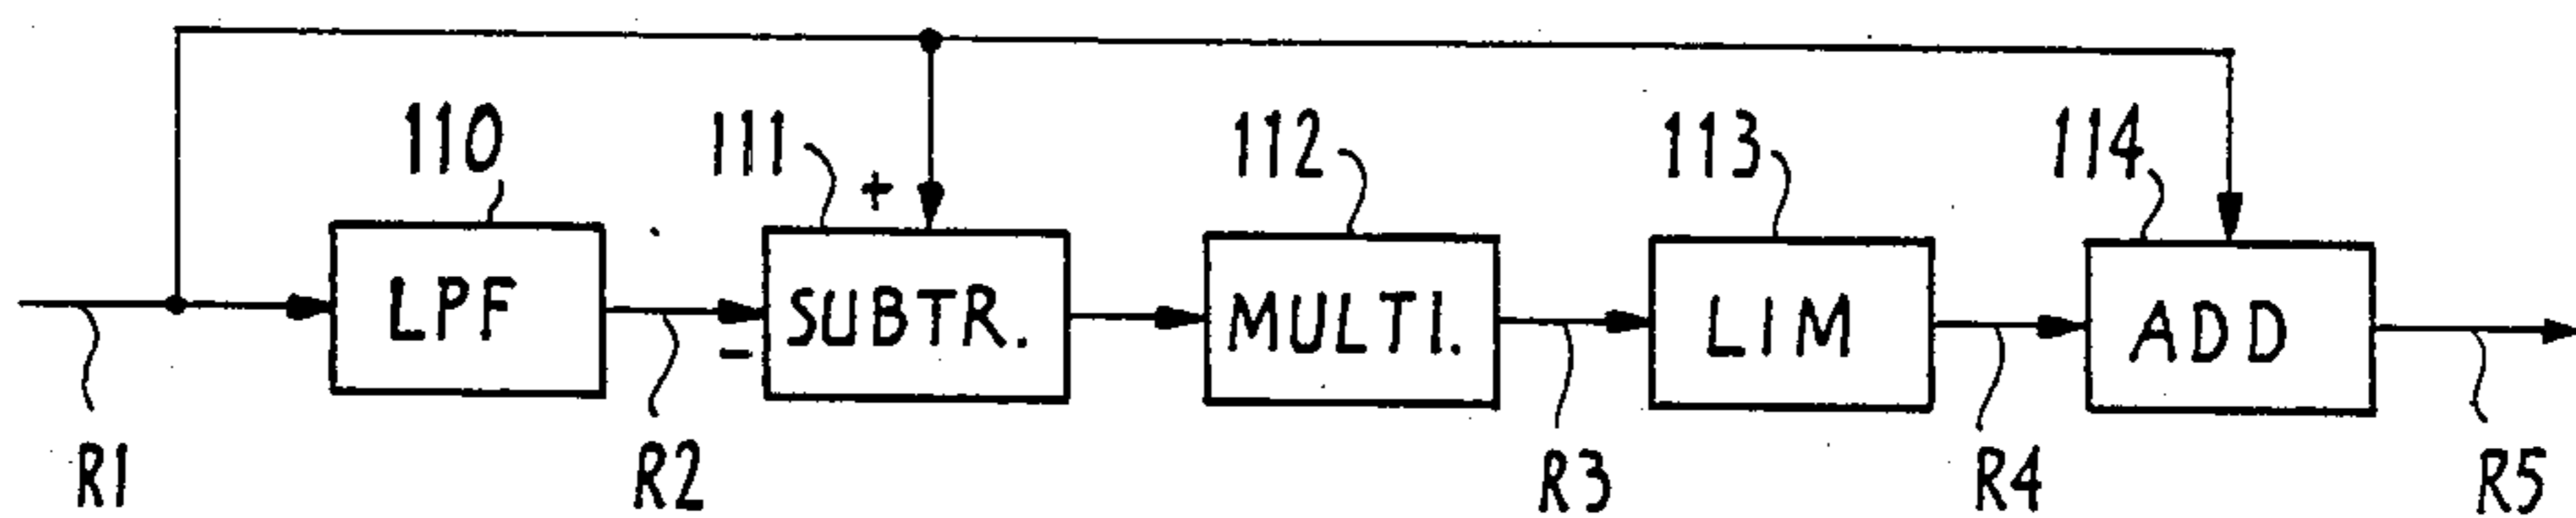 110 111 112 113 114
+
LPF SUBTR. MULTI. LIM ADD
-
R1 R2 R3 R4 R5